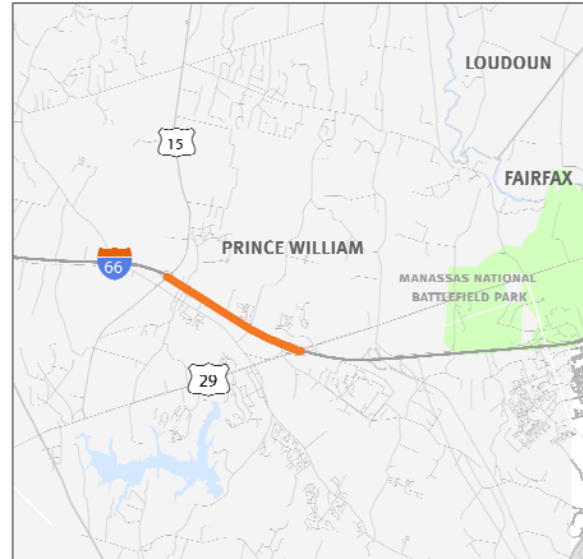 LOUDOUN
15
FAIRFAX
PRINCE WILLIAM
66
MANASSAS NATIONAL
BATTLEFIELD PARK
29